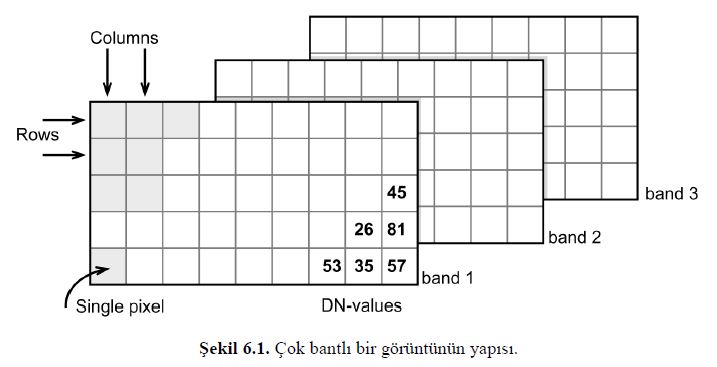 Columns
Rows
band 3
45
26 81
band 2
53 35 57
band 1
Single pixel
DN-values
Şekil 6.1. Çok bantlı bir görüntünün yapısı.